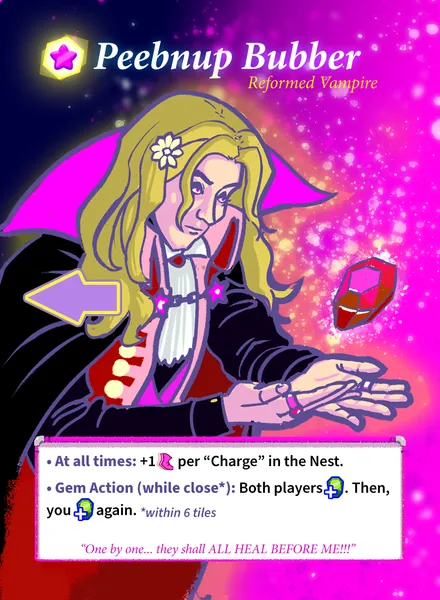 Peebnup Bubber
Reformed Vampire
• At all times: +1 per “Charge” in the Nest.
• Gem Action (while close*): Both players . Then,
you again. *within 6 tiles
“One by one... they shall ALL HEAL BEFORE ME!!!”